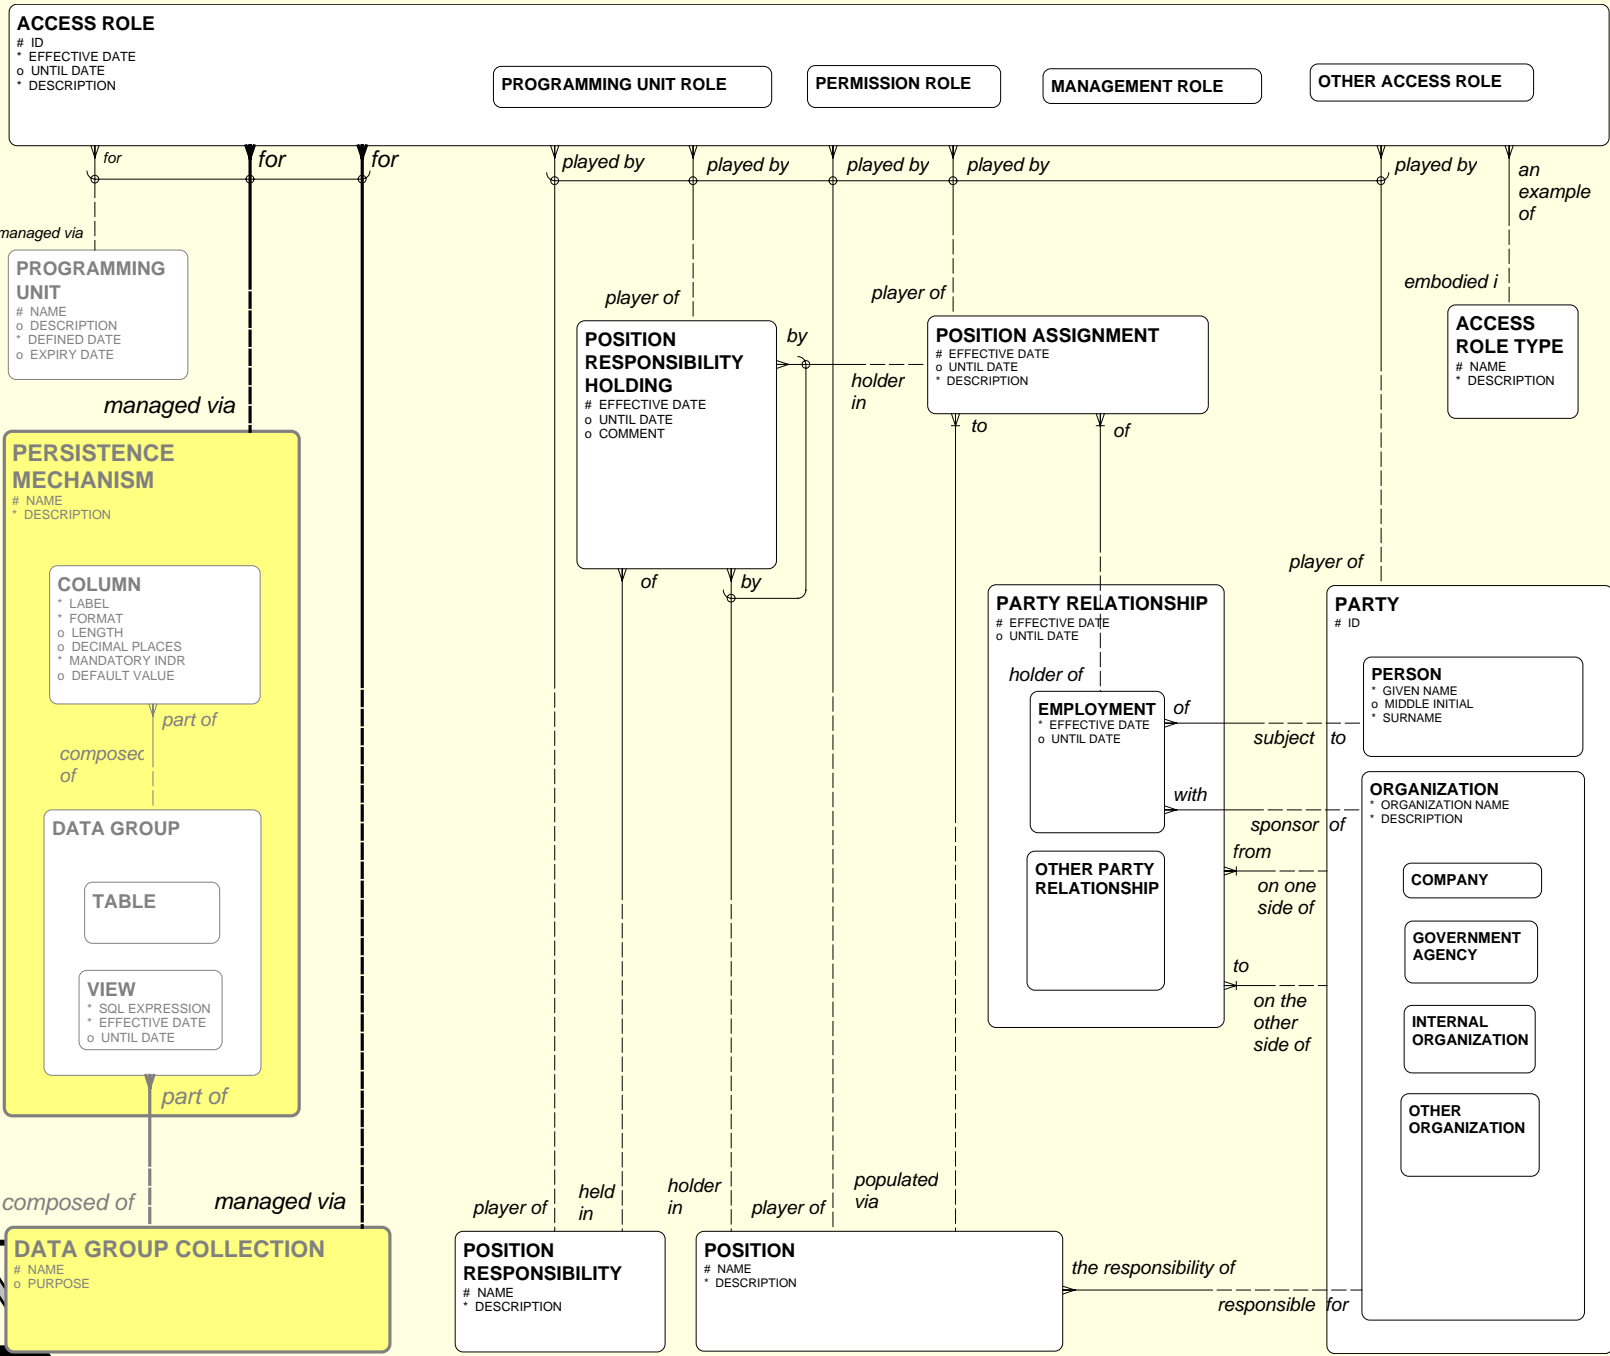 ACCESS ROLE
# ID
* EFFECTIVE DATE
o UNTIL DATE
* DESCRIPTION
PROGRAMMING UNIT ROLE
PERMISSION ROLE
MANAGEMENT ROLE
OTHER ACCESS ROLE
for
for
for
played by
played by
played by
played by
played by
an
example
of
managed via
PROGRAMMING
UNIT
# NAME
o DESCRIPTION
* DEFINED DATE
o EXPIRY DATE
player of
player of
embodied i
POSITION
RESPONSIBILITY
HOLDING
# EFFECTIVE DATE
o UNTIL DATE
o COMMENT
by
holder
in
POSITION ASSIGNMENT
# EFFECTIVE DATE
o UNTIL DATE
* DESCRIPTION
ACCESS
ROLE TYPE
# NAME
* DESCRIPTION
managed via
to
of
PERSISTENCE
MECHANISM
# NAME
* DESCRIPTION
COLUMN
* LABEL
* FORMAT
o LENGTH
o DECIMAL PLACES
* MANDATORY INDR
o DEFAULT VALUE
part of
composec
of
DATA GROUP
TABLE
VIEW
* SQL EXPRESSION
* EFFECTIVE DATE
o UNTIL DATE
part of
of
by
player of
PARTY RELATIONSHIP
# EFFECTIVE DATE
o UNTIL DATE
holder of
EMPLOYMENT
* EFFECTIVE DATE
o UNTIL DATE
OTHER PARTY
RELATIONSHIP
of
subject to
with
sponsor of
from
on one
side of
to
on the
other
side of
PARTY
# ID
PERSON
* GIVEN NAME
o MIDDLE INITIAL
* SURNAME
ORGANIZATION
* ORGANIZATION NAME
* DESCRIPTION
COMPANY
GOVERNMENT
AGENCY
INTERNAL
ORGANIZATION
OTHER
ORGANIZATION
composed of
managed via
player of
held
in
holder
in
player of
populated
via
DATA GROUP COLLECTION
# NAME
o PURPOSE
POSITION
RESPONSIBILITY
# NAME
* DESCRIPTION
POSITION
# NAME
* DESCRIPTION
the responsibility of
responsible for